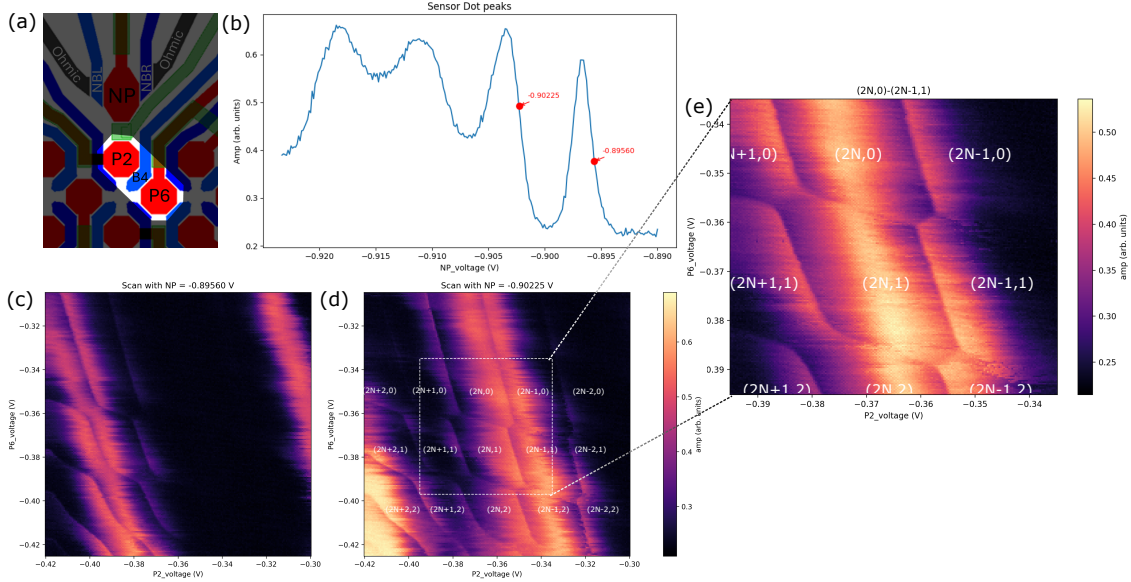 (a)
Ohmic
NBL
NP
NBR
Ohmic
P2
B4
P6
(b)
Sensor Dot peaks
Amp (arb. units)
0.6
0.5
0.4
0.3
0.2
-0.90225
-0.89560
−0.920
−0.915
−0.910
−0.905
−0.900
−0.895
−0.890
NP_voltage (V)
(c)
Scan with NP = -0.89560 V
P6_voltage (V)
−0.32
−0.34
−0.36
−0.38
−0.40
−0.42
−0.42
−0.40
−0.38
−0.36
−0.34
−0.32
−0.30
P2_voltage (V)
(d)
Scan with NP = -0.90225 V
P6_voltage (V)
−0.32
−0.34
−0.36
−0.38
−0.40
−0.42
(2N+2,0)
(2N+1,0)
(2N,0)
(2N-1,0)
(2N-2,0)
(2N+2,1)
(2N+1,1)
(2N,1)
(2N-1,1)
(2N-2,1)
(2N+2,2)
(2N+1,2)
(2N,2)
(2N-1,2)
(2N-2,2)
−0.42
−0.40
−0.38
−0.36
−0.34
−0.32
−0.30
P2_voltage (V)
0.6
0.5
0.4
0.3
amp (arb. units)
(e)
(2N,0)-(2N-1,1)
P6_voltage (V)
−0.34
−0.35
−0.36
−0.37
−0.38
−0.39
N+1,0)
(2N,0)
(2N-1,0)
(2N+1,1)
(2N,1)
(2N-1,1)
(2N+1,2)
(2N,2)
(2N-1,2)
−0.39
−0.38
−0.37
−0.36
−0.35
−0.34
P2_voltage (V)
0.50
0.45
0.40
0.35
0.30
0.25
amp (arb. units)